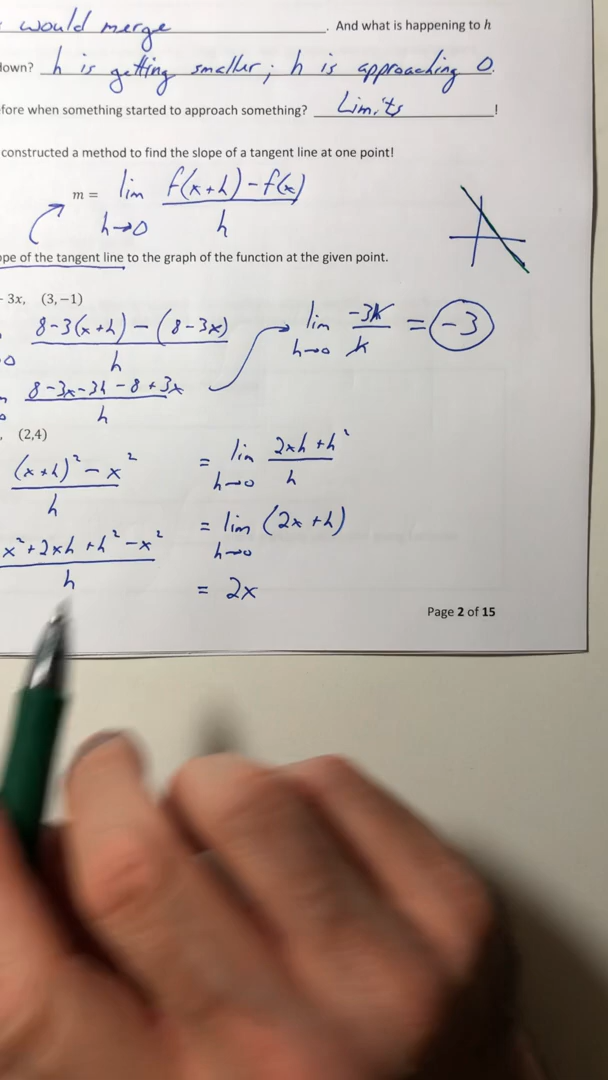 would merge. And what is happening to h
down? h is getting smaller; h is approaching 0.
fore when something started to approach something? Limits!
constructed a method to find the slope of a tangent line at one point!
m = lim h→0 f(x+h)-f(x) / h
ope of the tangent line to the graph of the function at the given point.
- 3x, (3,-1)
8-3(x+h) - (8-3x) / h
lim h→0 -3h / h = -3
8-3x-3h-8+3x / h
, (2,4)
(x+h)² - x² / h
= lim h→0 2xh+h² / h
x²+2xh+h²-x² / h
= lim h→0 (2x+h)
= 2x
Page 2 of 15